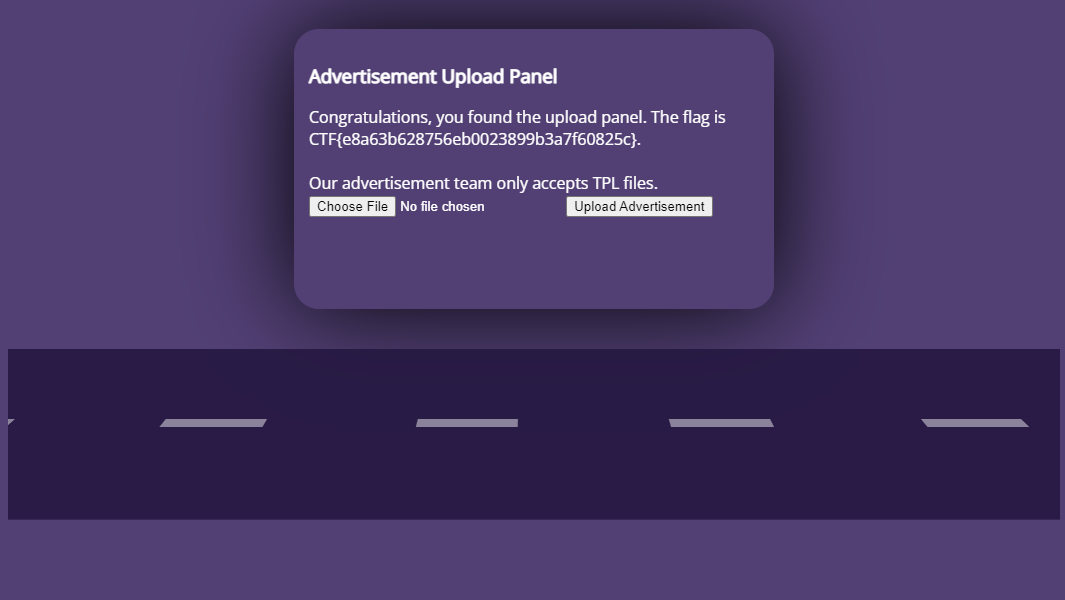 Advertisement Upload Panel
Congratulations, you found the upload panel. The flag is
CTF{e8a63b628756eb0023899b3a7f60825c}.
Our advertisement team only accepts TPL files.
Choose File No file chosen Upload Advertisement